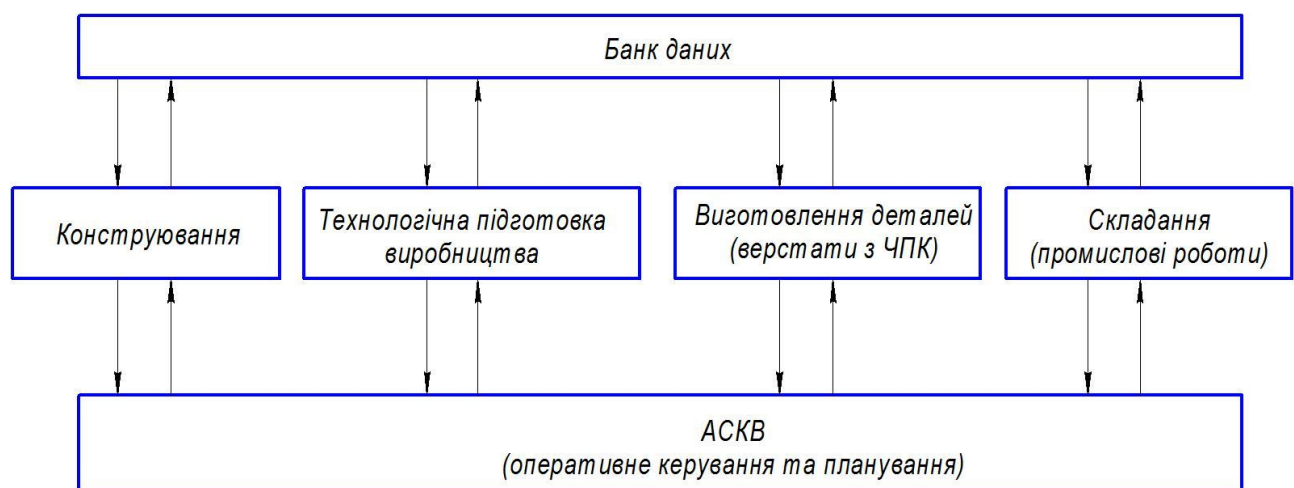 Банк даних
Конструювання
Технологічна підготовка
виробництва
Виготовлення деталей
(верстати з ЧПК)
Складання
(промислові роботи)
АСКВ
(оперативне керування та планування)